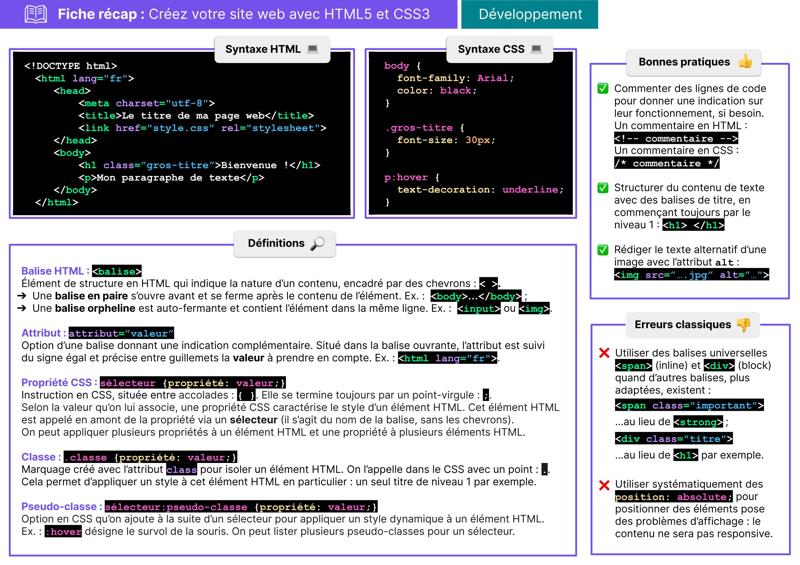 Fiche récap : Créez votre site web avec HTML5 et CSS3
Développement
Syntaxe HTML
<!DOCTYPE html>
<html lang="fr">
<head>
<meta charset="utf-8">
<title>Le titre de ma page web</title>
<link href="style.css" rel="stylesheet">
</head>
<body>
<h1 class="gros-titre">Bienvenue !</h1>
<p>Mon paragraphe de texte</p>
</body>
</html>
Syntaxe CSS
body {
font-family: Arial;
color: black;
}
.gros-titre {
font-size: 30px;
}
p:hover {
text-decoration: underline;
}
Définitions
Balise HTML : <balise>
Élément de structure en HTML qui indique la nature d'un contenu, encadré par des chevrons : < >.
➔ Une balise en paire s'ouvre avant et se ferme après le contenu de l'élément. Ex. : <body>…</body> ;
➔ Une balise orpheline est auto-fermante et contient l'élément dans la même ligne. Ex. : <input> ou <img>.
Attribut : attribut="valeur"
Option d'une balise donnant une indication complémentaire. Situé dans la balise ouvrante, l'attribut est suivi
du signe égal et précise entre guillemets la valeur à prendre en compte. Ex. : <html lang="fr">.
Propriété CSS : sélecteur {propriété: valeur;}
Instruction en CSS, située entre accolades : { }. Elle se termine toujours par un point-virgule : ;.
Selon la valeur qu'on lui associe, une propriété CSS caractérise le style d'un élément HTML. Cet élément HTML
est appelé en amont de la propriété via un sélecteur (il s'agit du nom de la balise, sans les chevrons).
On peut appliquer plusieurs propriétés à un élément HTML et une propriété à plusieurs éléments HTML.
Classe : .classe {propriété: valeur;}
Marquage créé avec l'attribut class pour isoler un élément HTML. On l'appelle dans le CSS avec un point : .
Cela permet d'appliquer un style à cet élément en particulier : un seul titre de niveau 1 par exemple.
Pseudo-classe : sélecteur:pseudo-classe {propriété: valeur;}
Option en CSS qu'on ajoute à la suite d'un sélecteur pour appliquer un style dynamique à un élément HTML.
Ex. : :hover désigne le survol de la souris. On peut lister plusieurs pseudo-classes pour un sélecteur.
Bonnes pratiques
Commenter des lignes de code
pour donner une indication sur
leur fonctionnement, si besoin.
Un commentaire en HTML :
<!-- commentaire -->
Un commentaire en CSS :
/* commentaire */
Structurer du contenu de texte
avec des balises de titre, en
commençant toujours par le
niveau 1 : <h1> </h1>
Rédiger le texte alternatif d'une
image avec l'attribut alt :
<img src="….jpg" alt="…">
Erreurs classiques
Utiliser des balises universelles
<span> (inline) et <div> (block)
quand d'autres balises, plus
adaptées, existent :
<span class="important">
…au lieu de <strong> ;
<div class="titre">
…au lieu de <h1> par exemple.
Utiliser systématiquement des
position: absolute; pour
positionner des éléments pose
des problèmes d'affichage : le
contenu ne sera pas responsive.